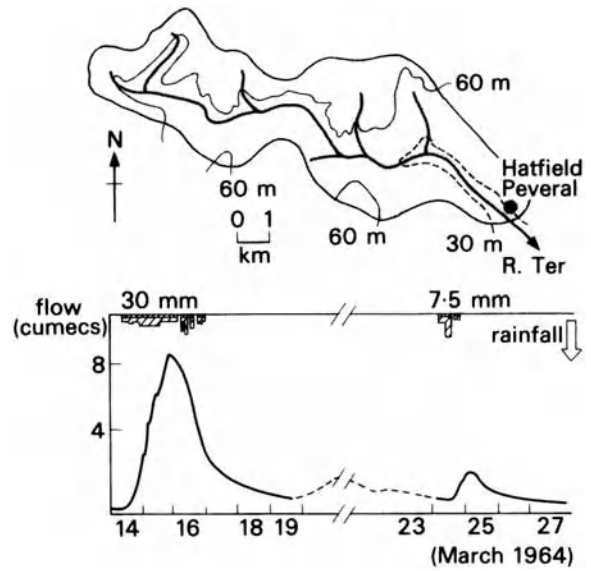 60 m
N
Hatfield
Peveral
60 m
0 1
km
60 m
30 m
R. Ter
flow
(cumecs)
30 mm
7·5 mm
rainfall
8
4
14
16
18
19
23
25
27
(March 1964)